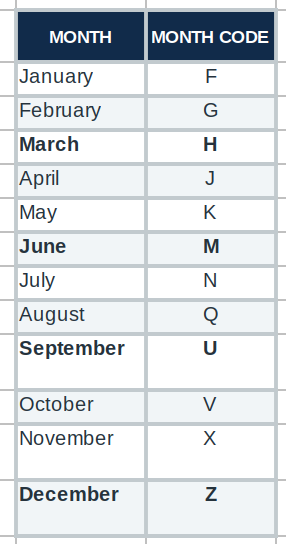 MONTH MONTH CODE
January F
February G
March H
April J
May K
June M
July N
August Q
September U
October V
November X
December Z